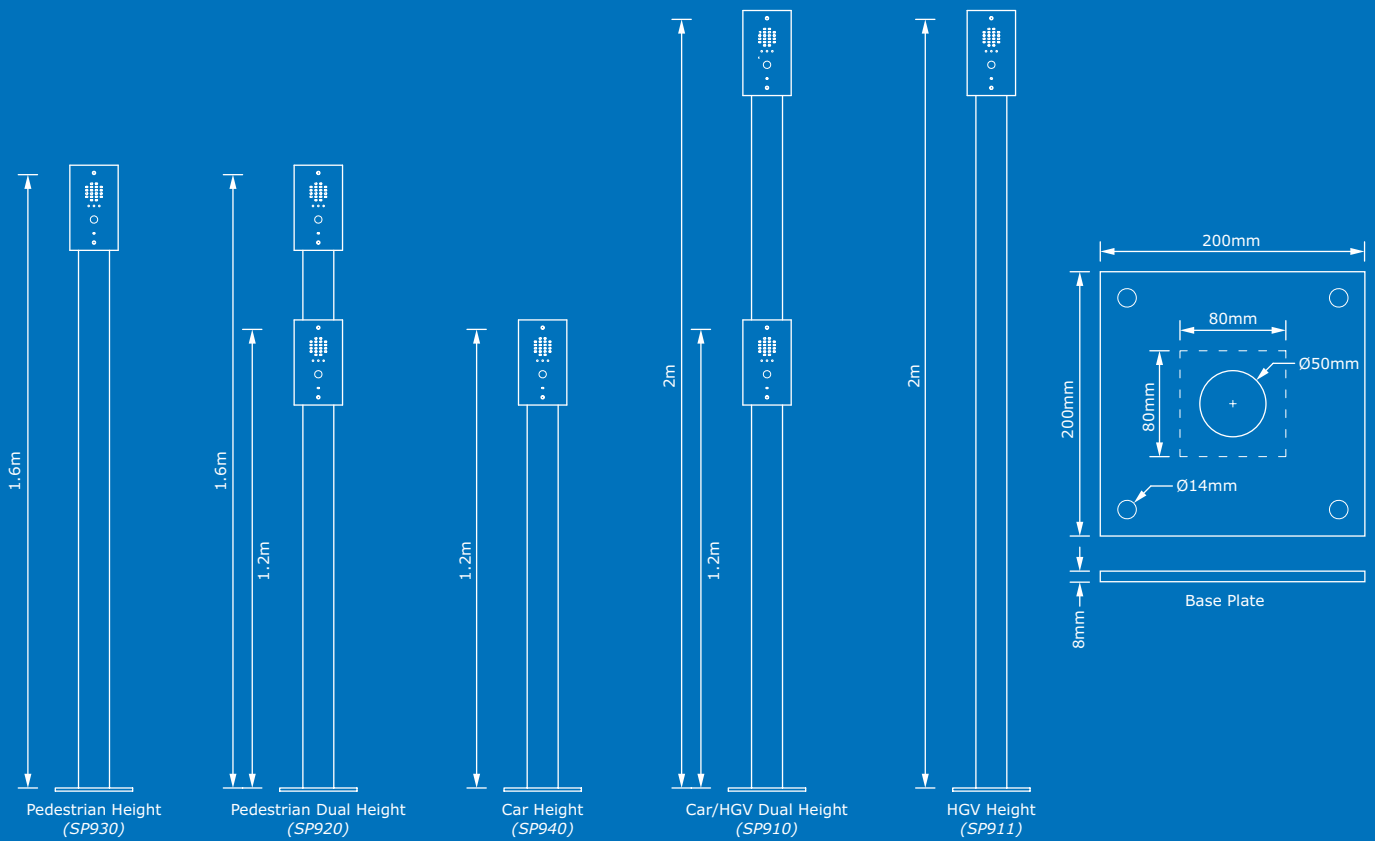 1.6m
Pedestrian Height
(SP930)
1.6m
1.2m
Pedestrian Dual Height
(SP920)
1.2m
Car Height
(SP940)
2m
1.2m
Car/HGV Dual Height
(SP910)
2m
HGV Height
(SP911)
200mm
200mm
80mm
80mm
Ø50mm
Ø14mm
8mm
Base Plate